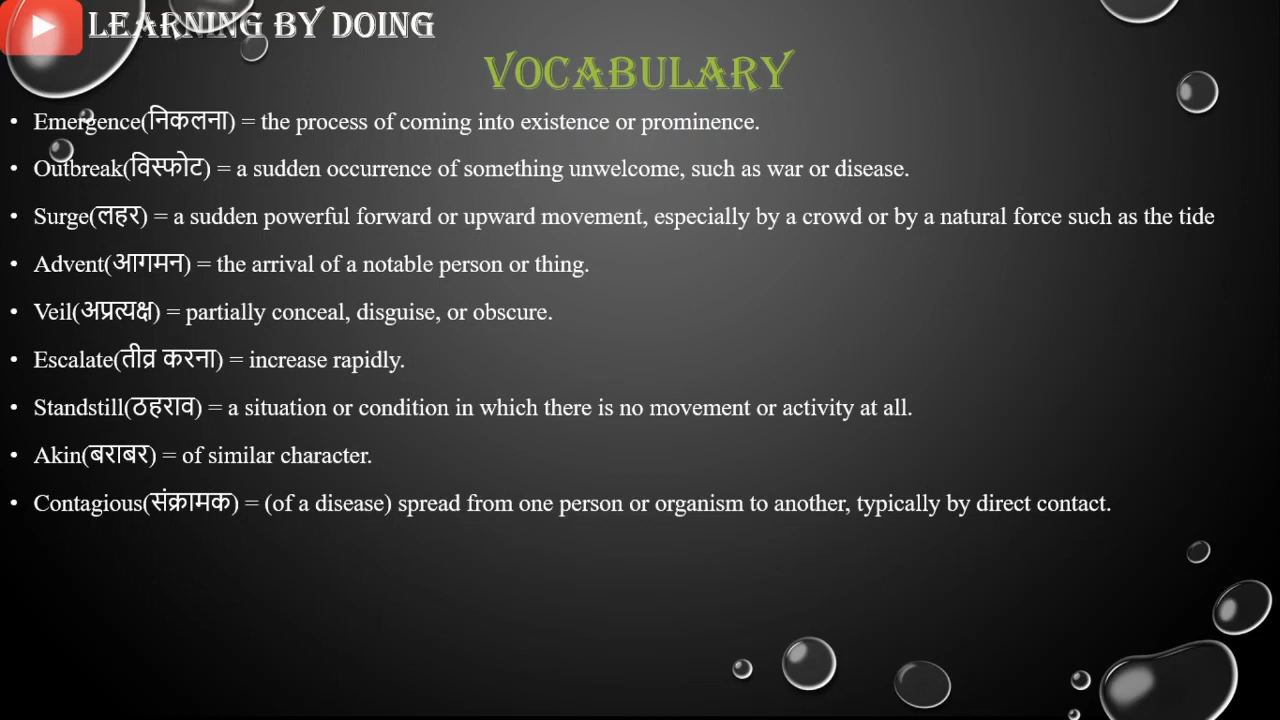 LEARNING BY DOING
VOCABULARY
• Emergence(निकलना) = the process of coming into existence or prominence.
• Outbreak(विस्फोट) = a sudden occurrence of something unwelcome, such as war or disease.
• Surge(लहर) = a sudden powerful forward or upward movement, especially by a crowd or by a natural force such as the tide
• Advent(आगमन) = the arrival of a notable person or thing.
• Veil(अप्रत्यक्ष) = partially conceal, disguise, or obscure.
• Escalate(तीव्र करना) = increase rapidly.
• Standstill(ठहराव) = a situation or condition in which there is no movement or activity at all.
• Akin(बराबर) = of similar character.
• Contagious(संक्रामक) = (of a disease) spread from one person or organism to another, typically by direct contact.